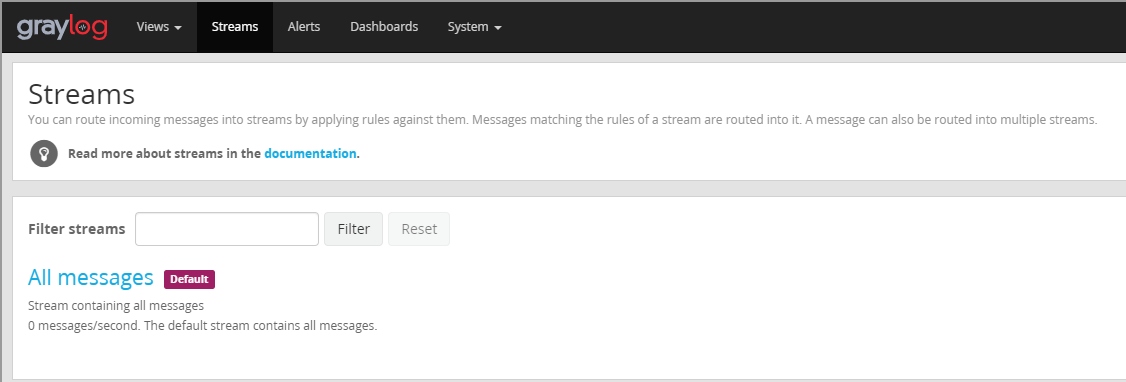 graylog Views Streams Alerts Dashboards System
Streams
You can route incoming messages into streams by applying rules against them. Messages matching the rules of a stream are routed into it. A message can also be routed into multiple streams.
Read more about streams in the documentation.
Filter streams Filter Reset
All messages Default
Stream containing all messages
0 messages/second. The default stream contains all messages.